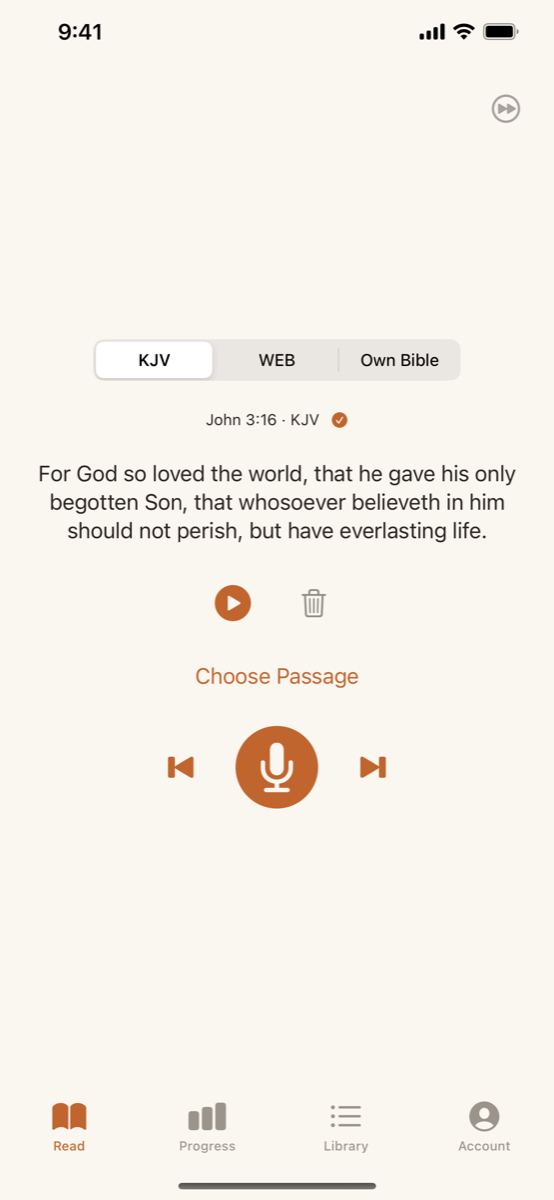 9:41
KJV
WEB
Own Bible
John 3:16 · KJV
For God so loved the world, that he gave his only
begotten Son, that whosoever believeth in him
should not perish, but have everlasting life.
Choose Passage
Read
Progress
Library
Account